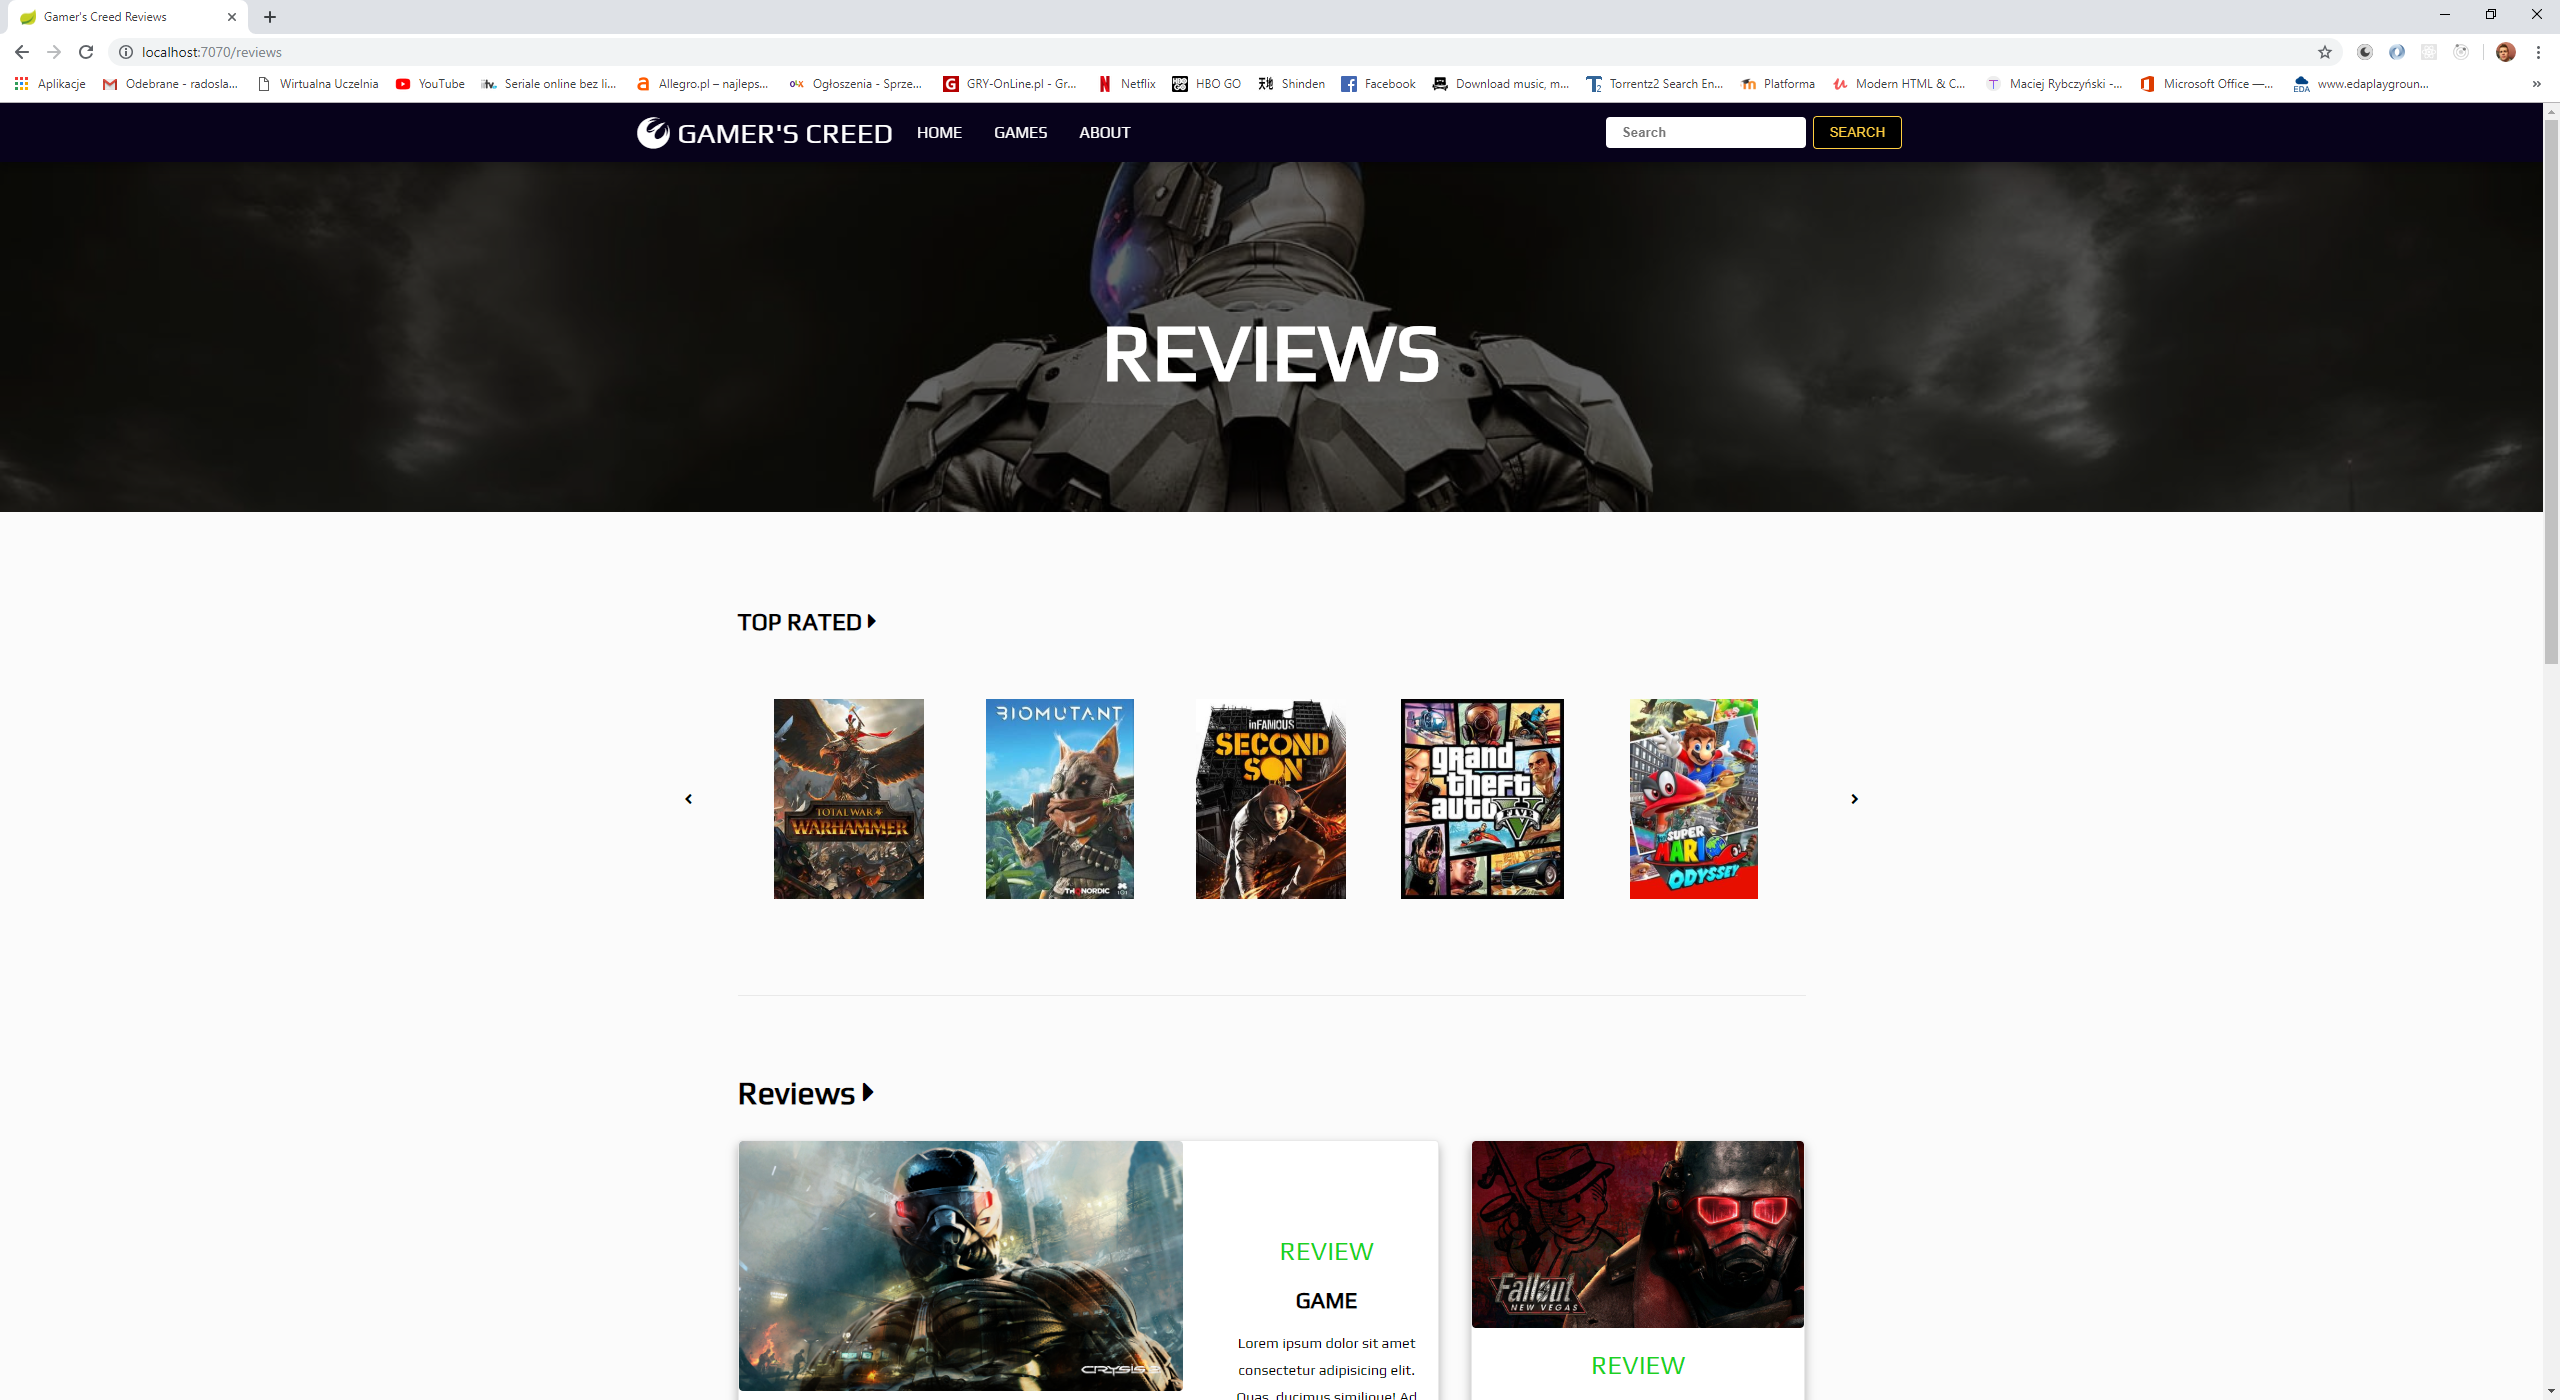 Gamer's Creed Reviews
localhost:7070/reviews
Aplikacje
Odebrane - radosla...
Wirtualna Uczelnia
YouTube
Seriale online bez li...
Allegro.pl – najleps...
OLX
Ogłoszenia - Sprze...
GRY-OnLine.pl - Gr...
Netflix
HBO GO
Shinden
Facebook
Download music, m...
Torrentz2 Search En...
Platforma
Modern HTML & C...
Maciej Rybczyński -...
Microsoft Office —...
EDA
www.edaplaygroun...
GAMER'S CREED
HOME
GAMES
ABOUT
Search
SEARCH
REVIEWS
TOP RATED
TOTAL WAR
WARHAMMER
BIOMUTANT
THQ NORDIC
inFAMOUS
SECOND
SON
grand
theft
auto
FIVE
V
SUPER
MARIO
ODYSSEY
Reviews
CRYSIS 2
REVIEW
GAME
Lorem ipsum dolor sit amet
consectetur adipisicing elit.
Quas, ducimus similique! Ad
Fallout
NEW VEGAS
REVIEW